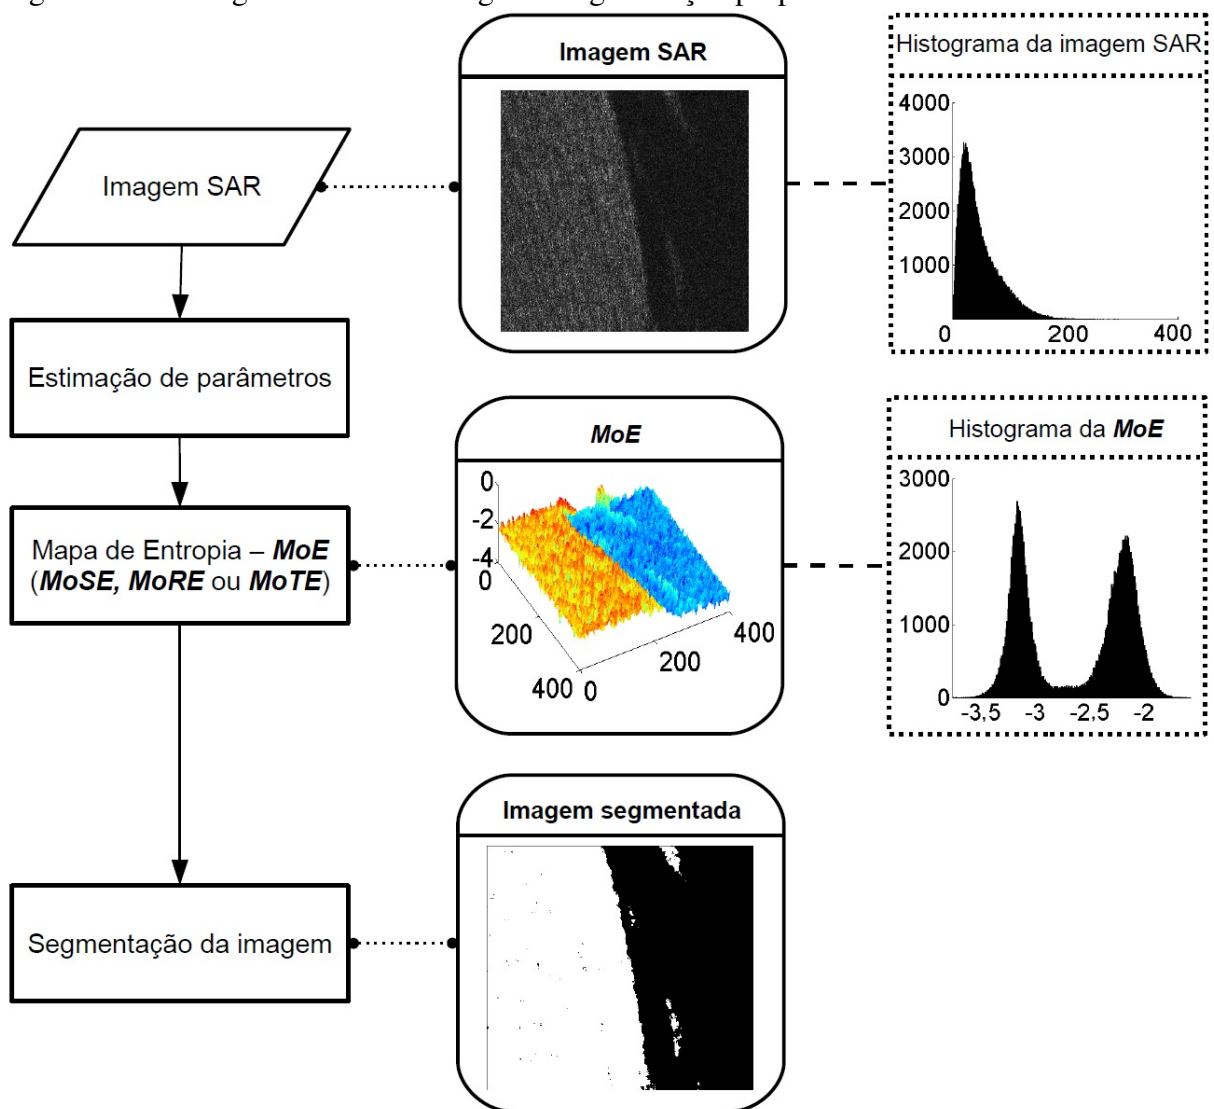 Imagem SAR
Histograma da imagem SAR
4000
3000
2000
1000
0
200
400
Imagem SAR
Estimação de parâmetros
MoE
0
-2
-4
0
200
400
0
200
400
Histograma da MoE
3000
2000
1000
0
-3,5
-3
-2,5
-2
Mapa de Entropia – MoE
(MoSE, MoRE ou MoTE)
Imagem segmentada
Segmentação da imagem